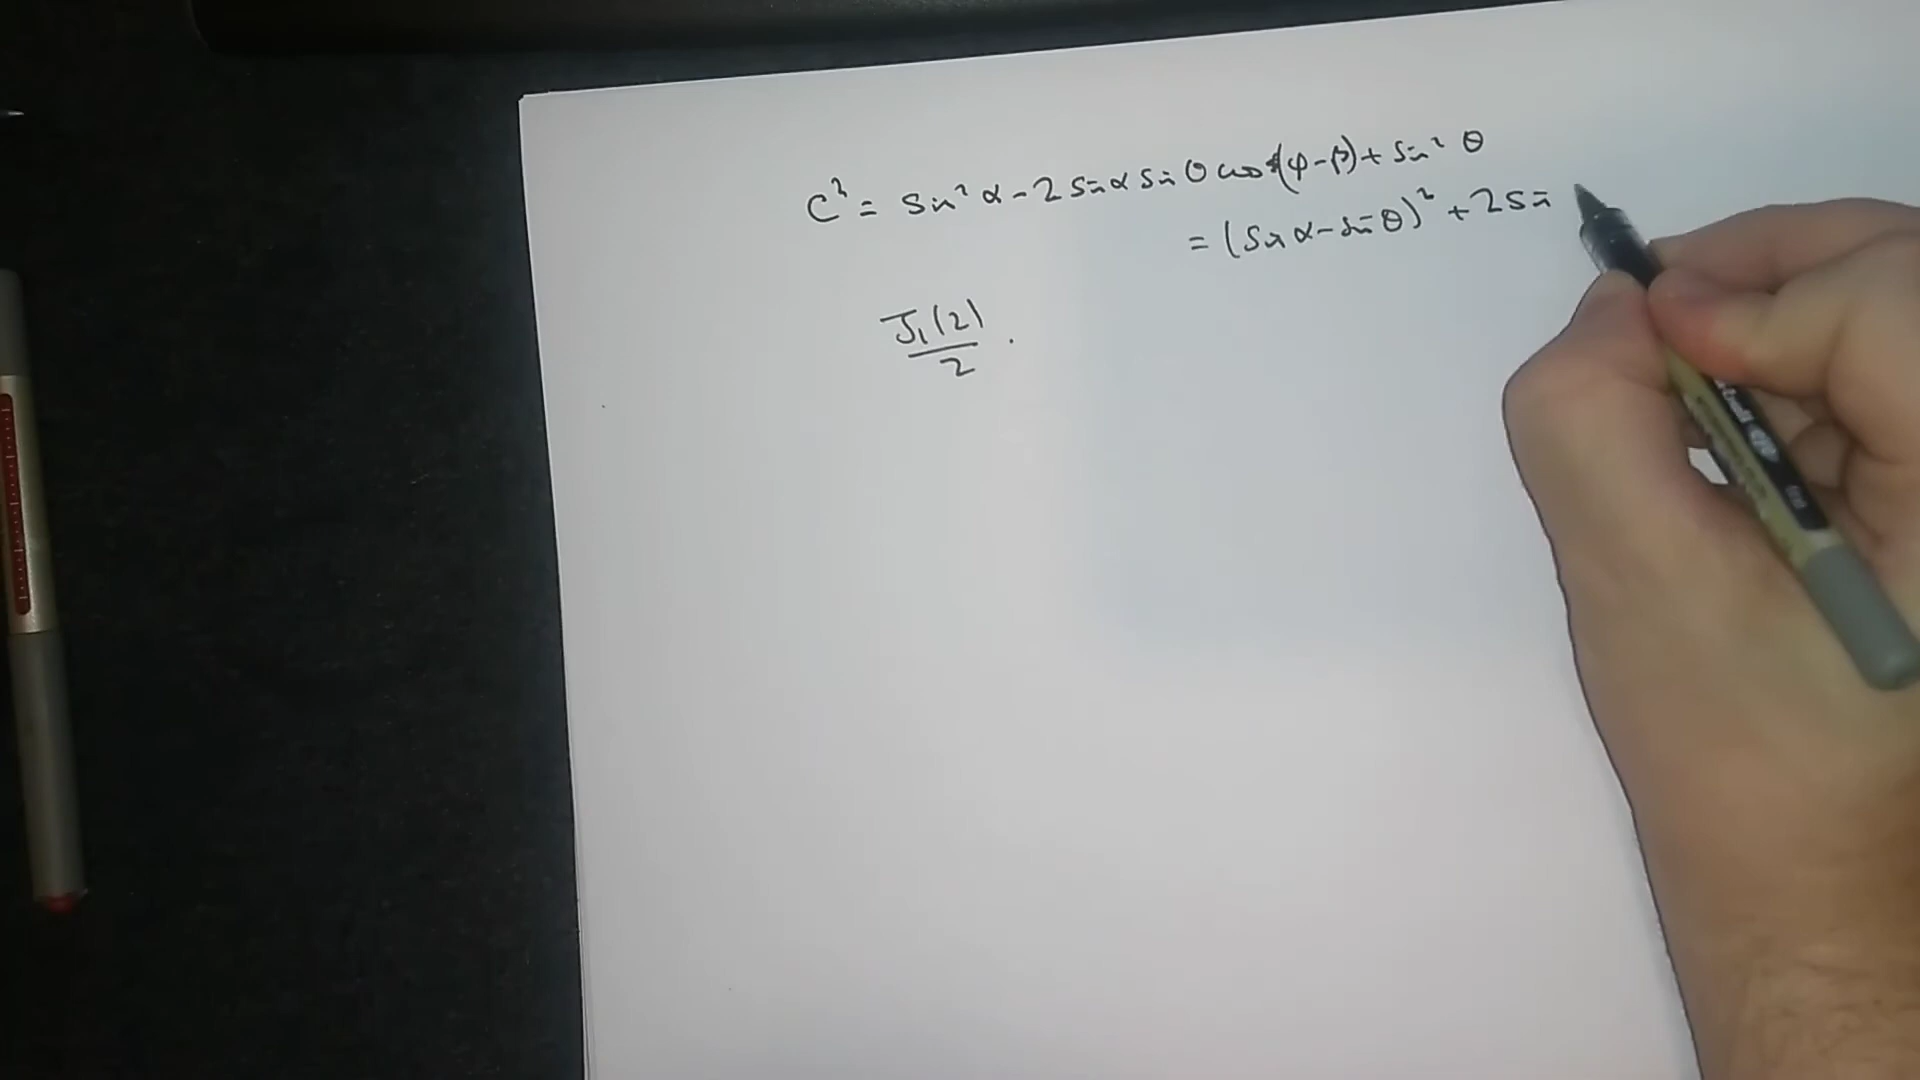 C² = sin² α - 2 sin α sin θ cos(φ-β) + sin² θ
= (sin α - sin θ)² + 2 sin
J₁(2)
2 .